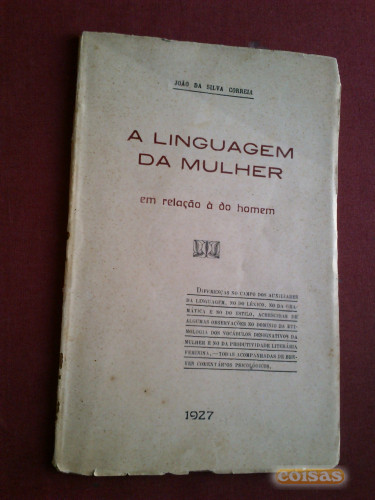 JOÃO DA SILVA CORREIA
A LINGUAGEM
DA MULHER
em relação à do homem
DIFERENÇAS NO CAMPO DOS AUXILIARES
DA LINGUAGEM, NO DO LÉXICO, NO DA GRA-
MÁTICA E NO DO ESTILO, ACRESCIDAS DE
ALGUMAS OBSERVAÇÕES NO DOMÍNIO DA ETI-
MOLOGIA DOS VOCÁBULOS DESIGNATIVOS DA
MULHER E NO DA PRODUTIVIDADE LITERÁRIA
FEMININA,—TODAS ACOMPANHADAS DE BRE-
VES COMENTÁRIOS PSICOLÓGICOS.
1927
coisas